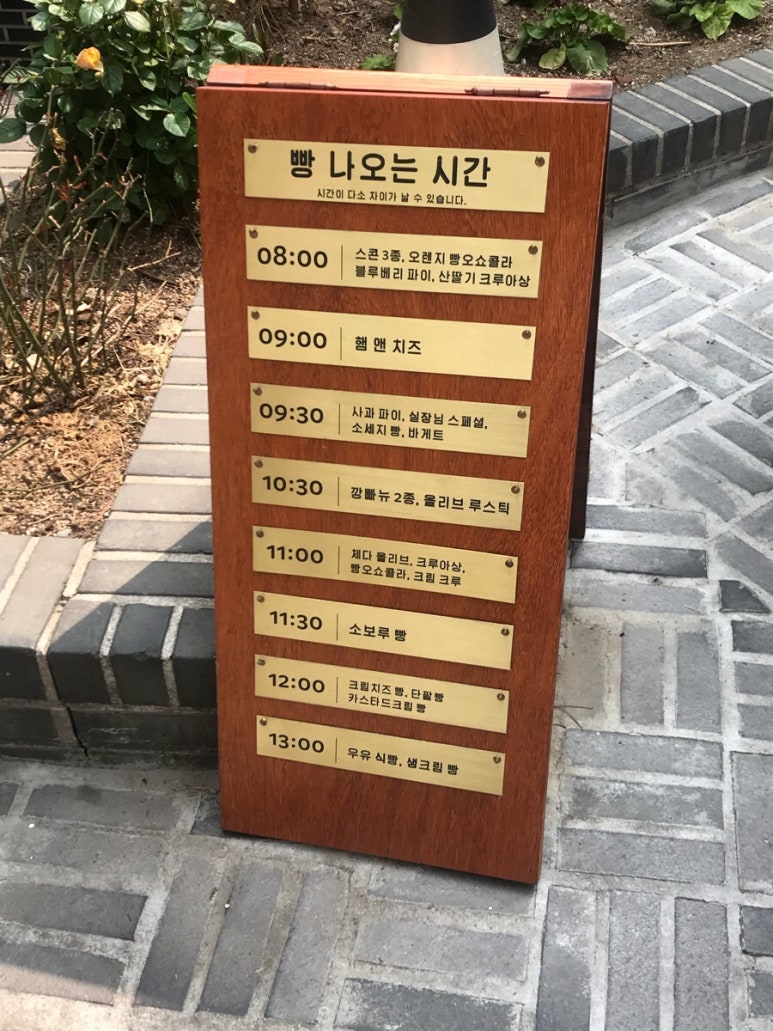 빵 나오는 시간
시간이 다소 차이가 날 수 있습니다.
08:00 스콘 3종, 오렌지 빵오쇼콜라
블루베리 파이, 산딸기 크루아상
09:00 햄 앤 치즈
09:30 사과 파이, 실장님 스페셜,
소세지 빵, 바게트
10:30 깡빠뉴 2종, 올리브 루스틱
11:00 체다 올리브, 크루아상,
빵오쇼콜라, 크림 크루
11:30 소보루 빵
12:00 크림치즈 빵, 단팥빵
카스타드크림 빵
13:00 우유 식빵, 생크림 빵